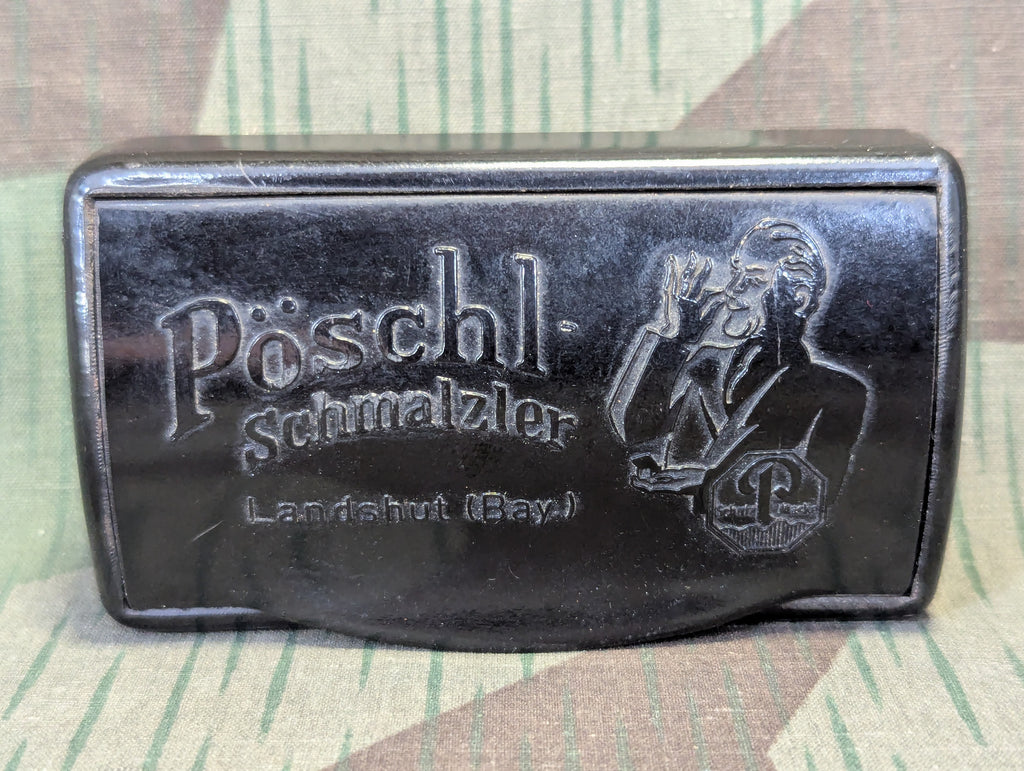 Pöschl-
Schmalzler
Landshut (Bay.)
P